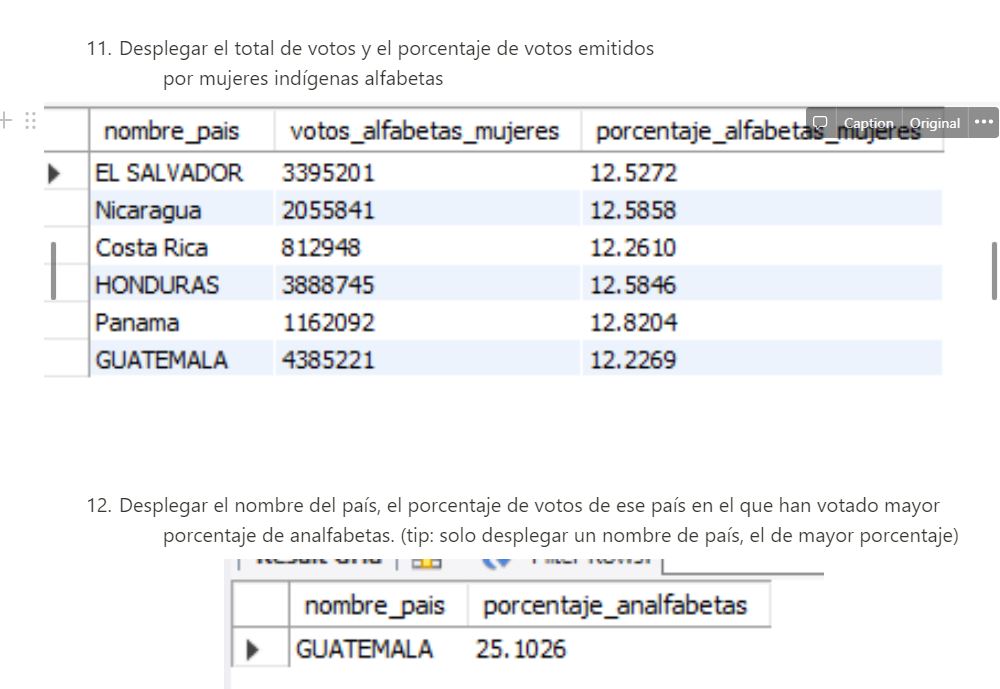 11. Desplegar el total de votos y el porcentaje de votos emitidos
por mujeres indígenas alfabetas
Caption Original
nombre_pais votos_alfabetas_mujeres porcentaje_alfabetas_mujeres
EL SALVADOR 3395201 12.5272
Nicaragua 2055841 12.5858
Costa Rica 812948 12.2610
HONDURAS 3888745 12.5846
Panama 1162092 12.8204
GUATEMALA 4385221 12.2269
12. Desplegar el nombre del país, el porcentaje de votos de ese país en el que han votado mayor
porcentaje de analfabetas. (tip: solo desplegar un nombre de país, el de mayor porcentaje)
Result Grid Filter Rows:
nombre_pais porcentaje_analfabetas
GUATEMALA 25.1026